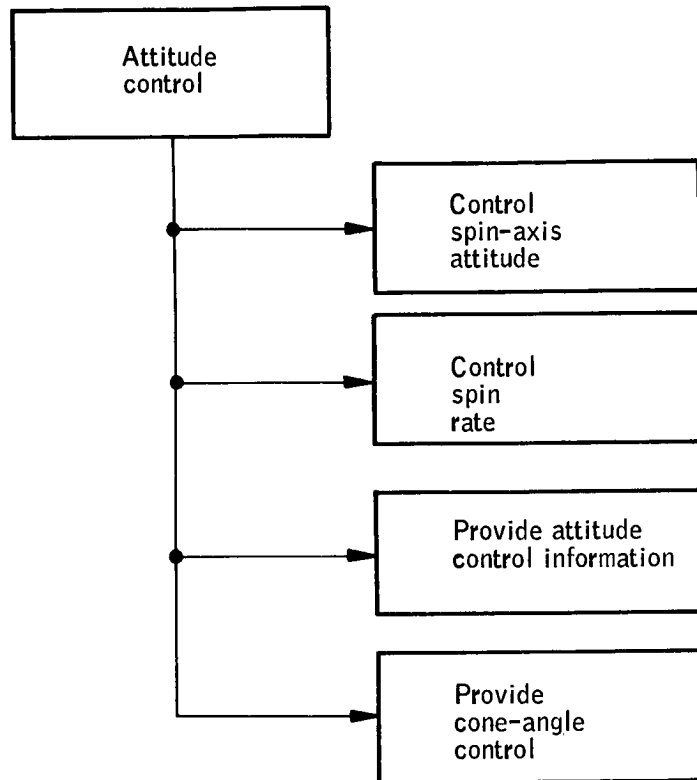 Attitude
control
Control
spin-axis
attitude
Control
spin
rate
Provide attitude
control information
Provide
cone-angle
control